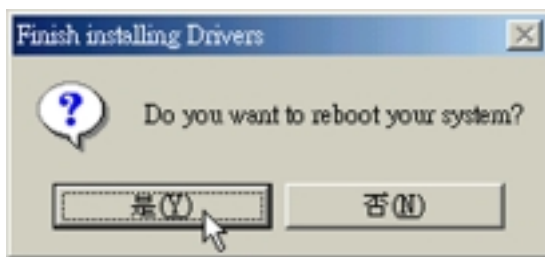 Finish installing Drivers
Do you want to reboot your system?
是(Y) 否(N)